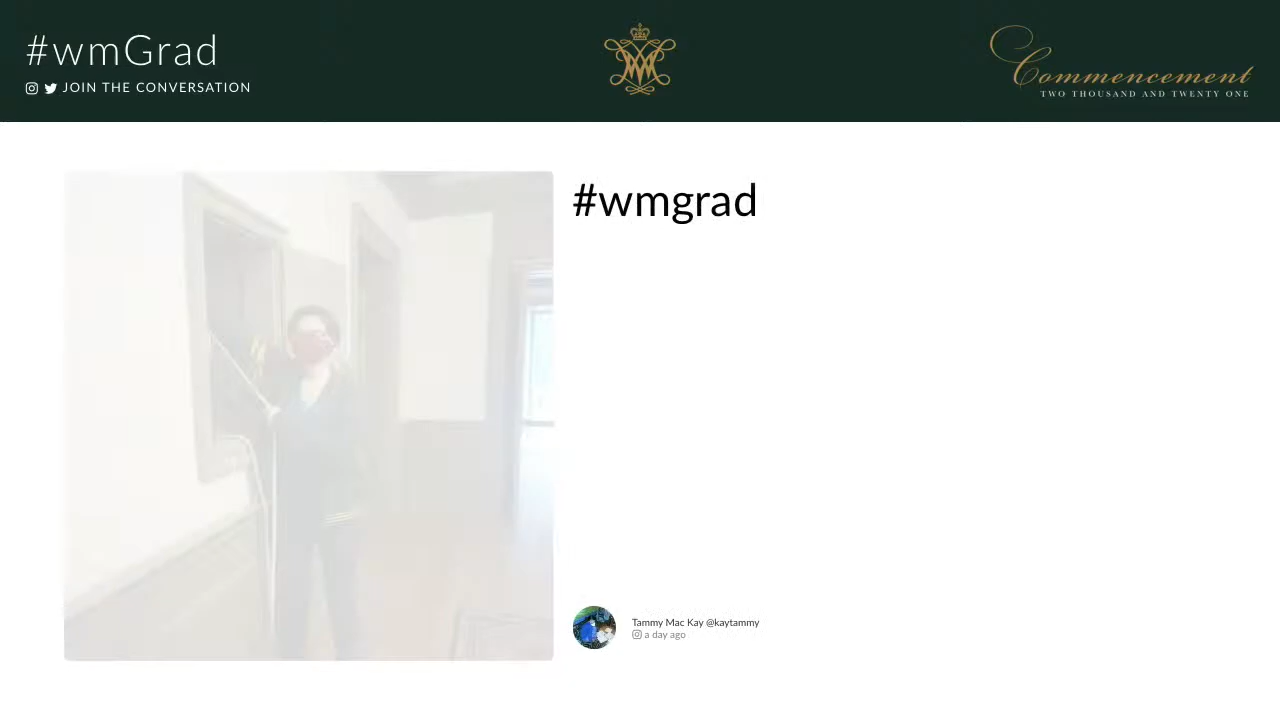 #wmGrad
JOIN THE CONVERSATION
Commencement
TWO THOUSAND AND TWENTY ONE
#wmgrad
Tammy Mac Kay @kaytammy
a day ago